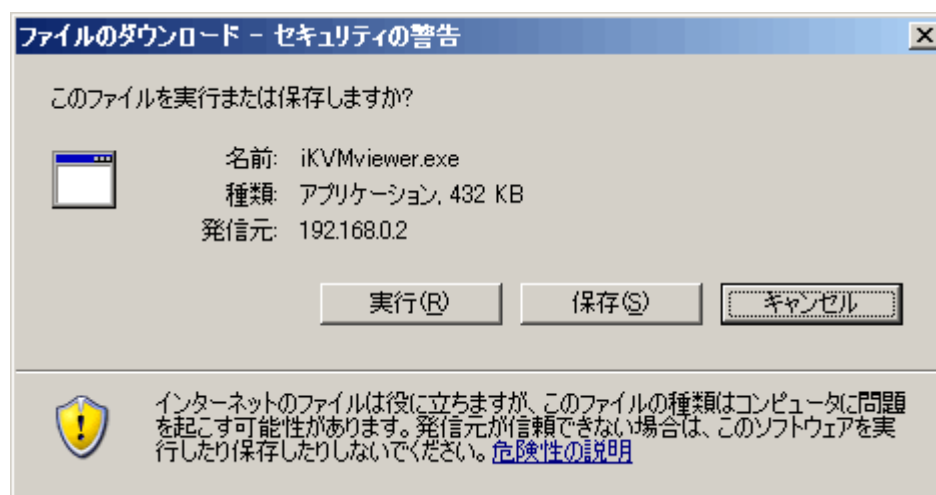 ファイルのダウンロード - セキュリティの警告
このファイルを実行または保存しますか?
名前: iKVMviewer.exe
種類: アプリケーション, 432 KB
発信元: 192.168.0.2
実行(R) 保存(S) キャンセル
インターネットのファイルは役に立ちますが、このファイルの種類はコンピュータに問題
を起こす可能性があります。発信元が信頼できない場合は、このソフトウェアを実
行したり保存したりしないでください。危険性の説明